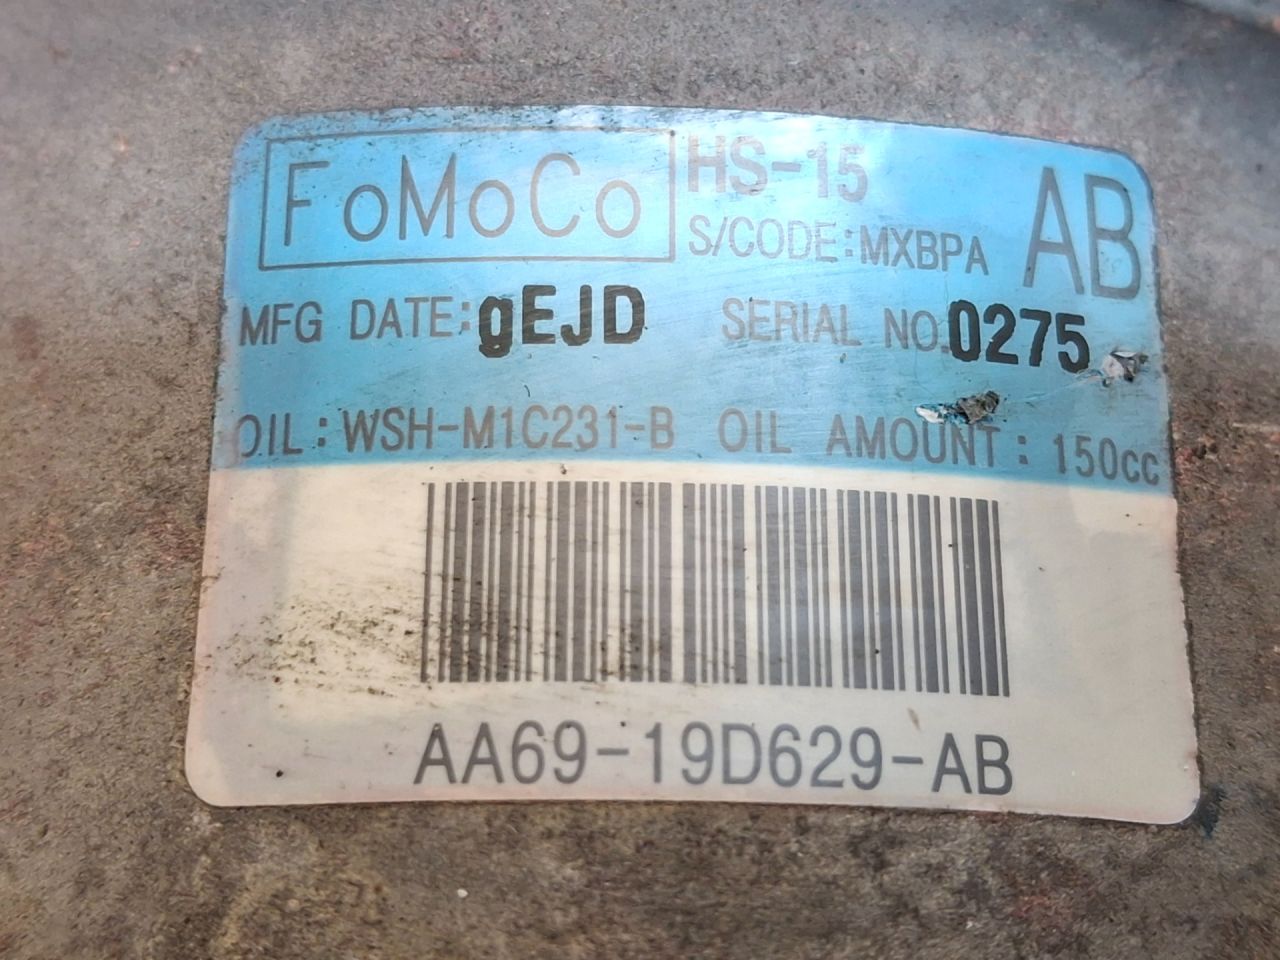 FoMoCo HS-15 AB
S/CODE:MXBPA
MFG DATE:gEJD SERIAL NO.0275
OIL:WSH-M1C231-B OIL AMOUNT:150cc
AA69-19D629-AB